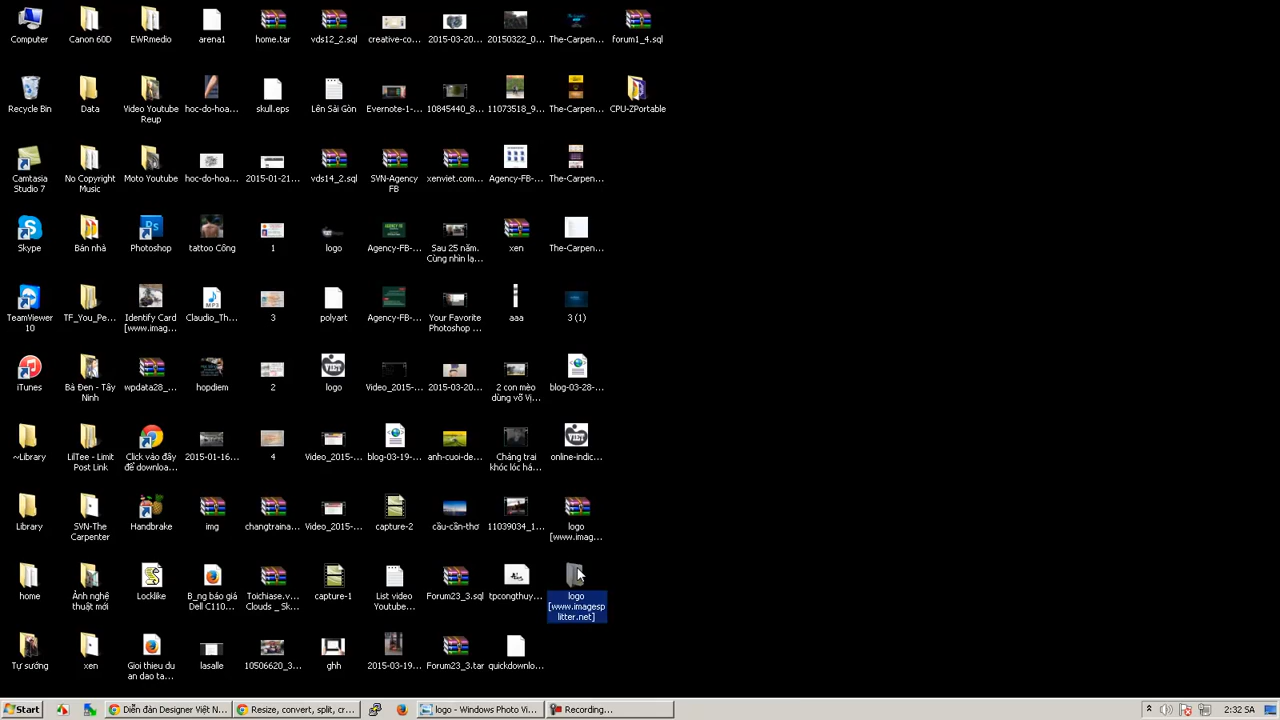 Computer
Canon 60D
EWRmedio
arena1
home.tar
vds12_2.sql
creative-co...
2015-03-20...
20150322_0...
The-Carpen...
forum1_4.sql
Recycle Bin
Data
Video Youtube
Reup
hoc-do-hoa...
skull.eps
Lên Sài Gòn
Evernote-1-...
10845440_8...
11073518_9...
The-Carpen...
CPU-ZPortable
Camtasia
Studio 7
No Copyright
Music
Moto Youtube
hoc-do-hoa...
2015-01-21...
vds14_2.sql
SVN-Agency
FB
xenviet.com...
Agency-FB-...
The-Carpen...
Skype
Bán nhà
Photoshop
tattoo Công
1
logo
Agency-FB-...
Sau 25 năm.
Cùng nhìn lạ...
xen
The-Carpen...
TeamViewer
10
TF_You_Pe...
Identify Card
[www.imag...
Claudio_Th...
3
polyart
Agency-FB-...
Your Favorite
Photoshop ...
aaa
3 (1)
iTunes
Bà Đen - Tây
Ninh
wpdata28_...
hopdiem
2
logo
Video_2015-...
2015-03-20...
2 con mèo
dùng võ Vị...
blog-03-28-...
~Library
LilTee - Limit
Post Link
Click vào đây
để downloa...
2015-01-16...
4
Video_2015-...
blog-03-19-...
anh-cuoi-de...
Chàng trai
khóc lóc há...
online-indic...
Library
SVN-The
Carpenter
Handbrake
img
changtraina...
Video_2015-...
capture-2
cầu-cần-thơ
11039034_1...
logo
[www.imag...
home
Ảnh nghệ
thuật mới
Locklike
B_ng báo giá
Dell C110...
Toichiase.v...
Clouds _ Sk...
capture-1
List video
Youtube...
Forum23_3.sql
tpcongthuy...
logo
[www.imagesp
litter.net]
Tự sướng
xen
Gioi thieu du
an dao ta...
lasalle
10506620_3...
ghh
2015-03-19...
Forum23_3.tar
quickdownlo...
Start
Diễn đàn Designer Việt N...
Resize, convert, split, cr...
logo - Windows Photo Vi...
Recording...
2:32 SA